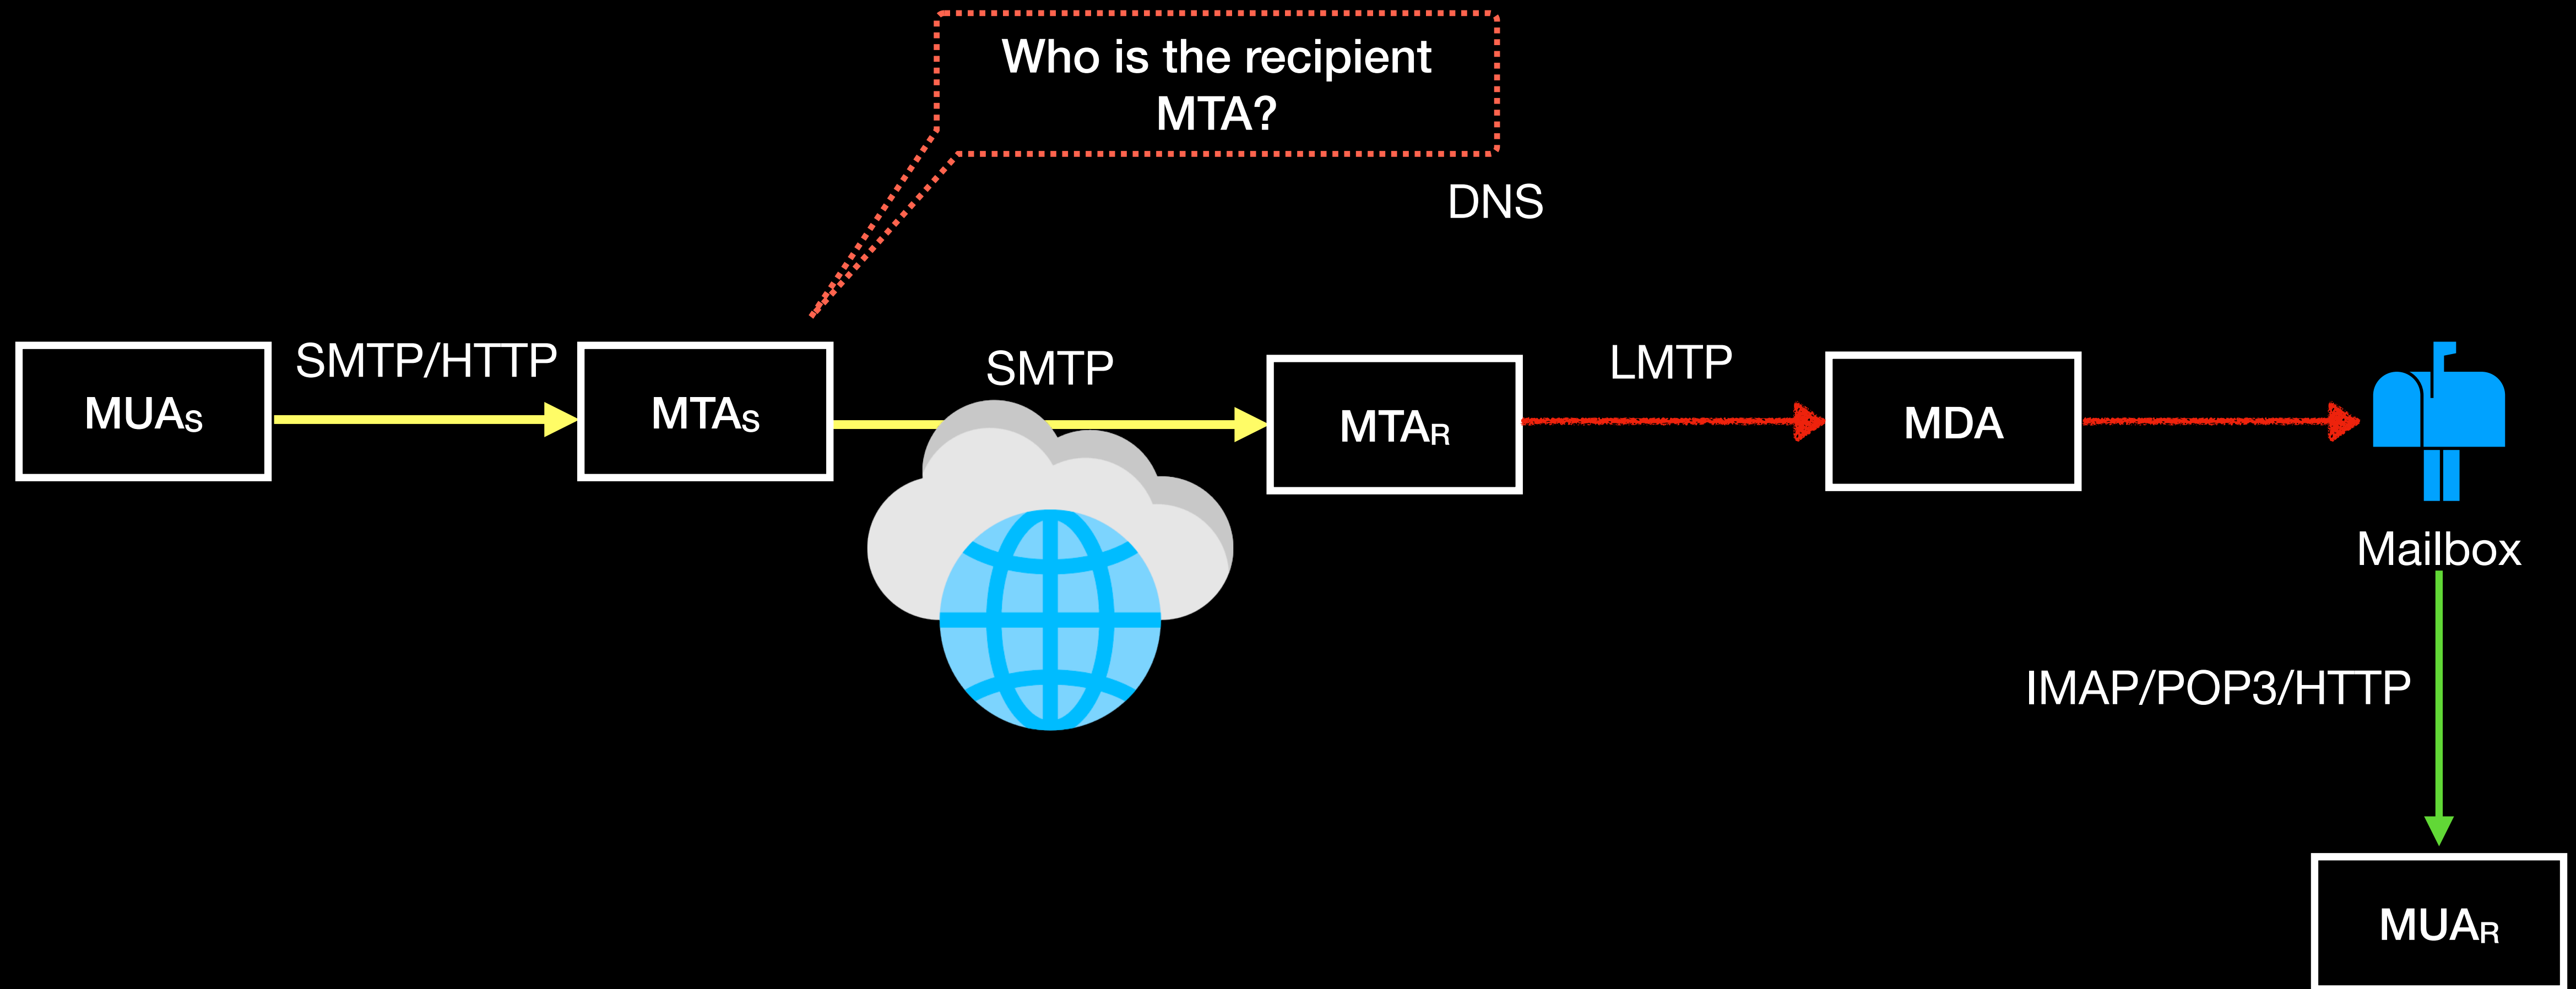 Who is the recipient
MTA?
DNS
SMTP/HTTP
SMTP
LMTP
MUAS
MTAS
MTAR
MDA
Mailbox
IMAP/POP3/HTTP
MUAR